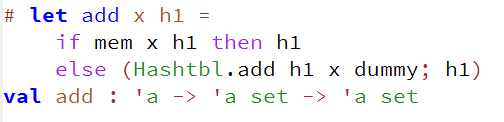 # let add x h1 =
    if mem x h1 then h1
    else (Hashtbl.add h1 x dummy; h1)
val add : 'a -> 'a set -> 'a set